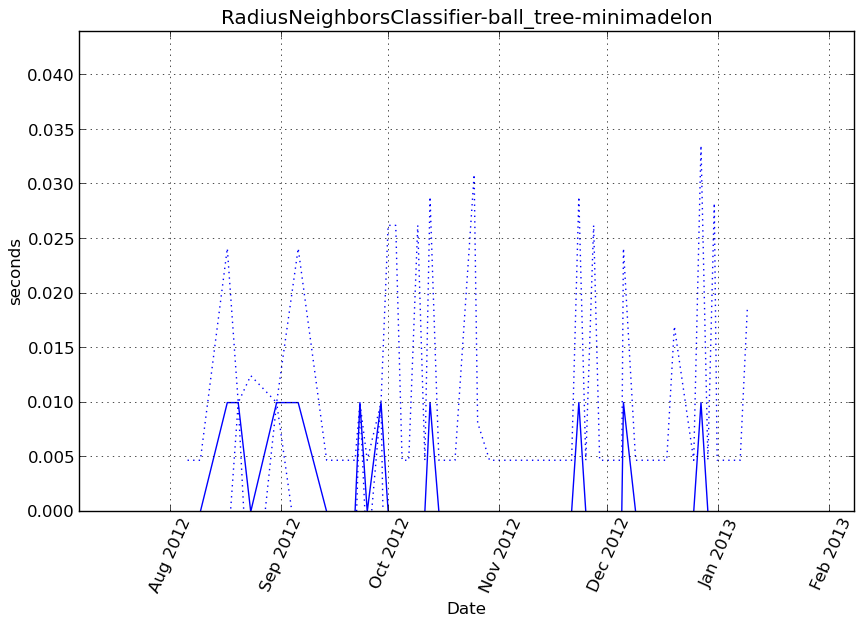 RadiusNeighborsClassifier-ball_tree-minimadelon
0.040
0.035
0.030
0.025
0.020
0.015
0.010
0.005
0.000
seconds
Aug 2012
Sep 2012
Oct 2012
Nov 2012
Dec 2012
Jan 2013
Feb 2013
Date